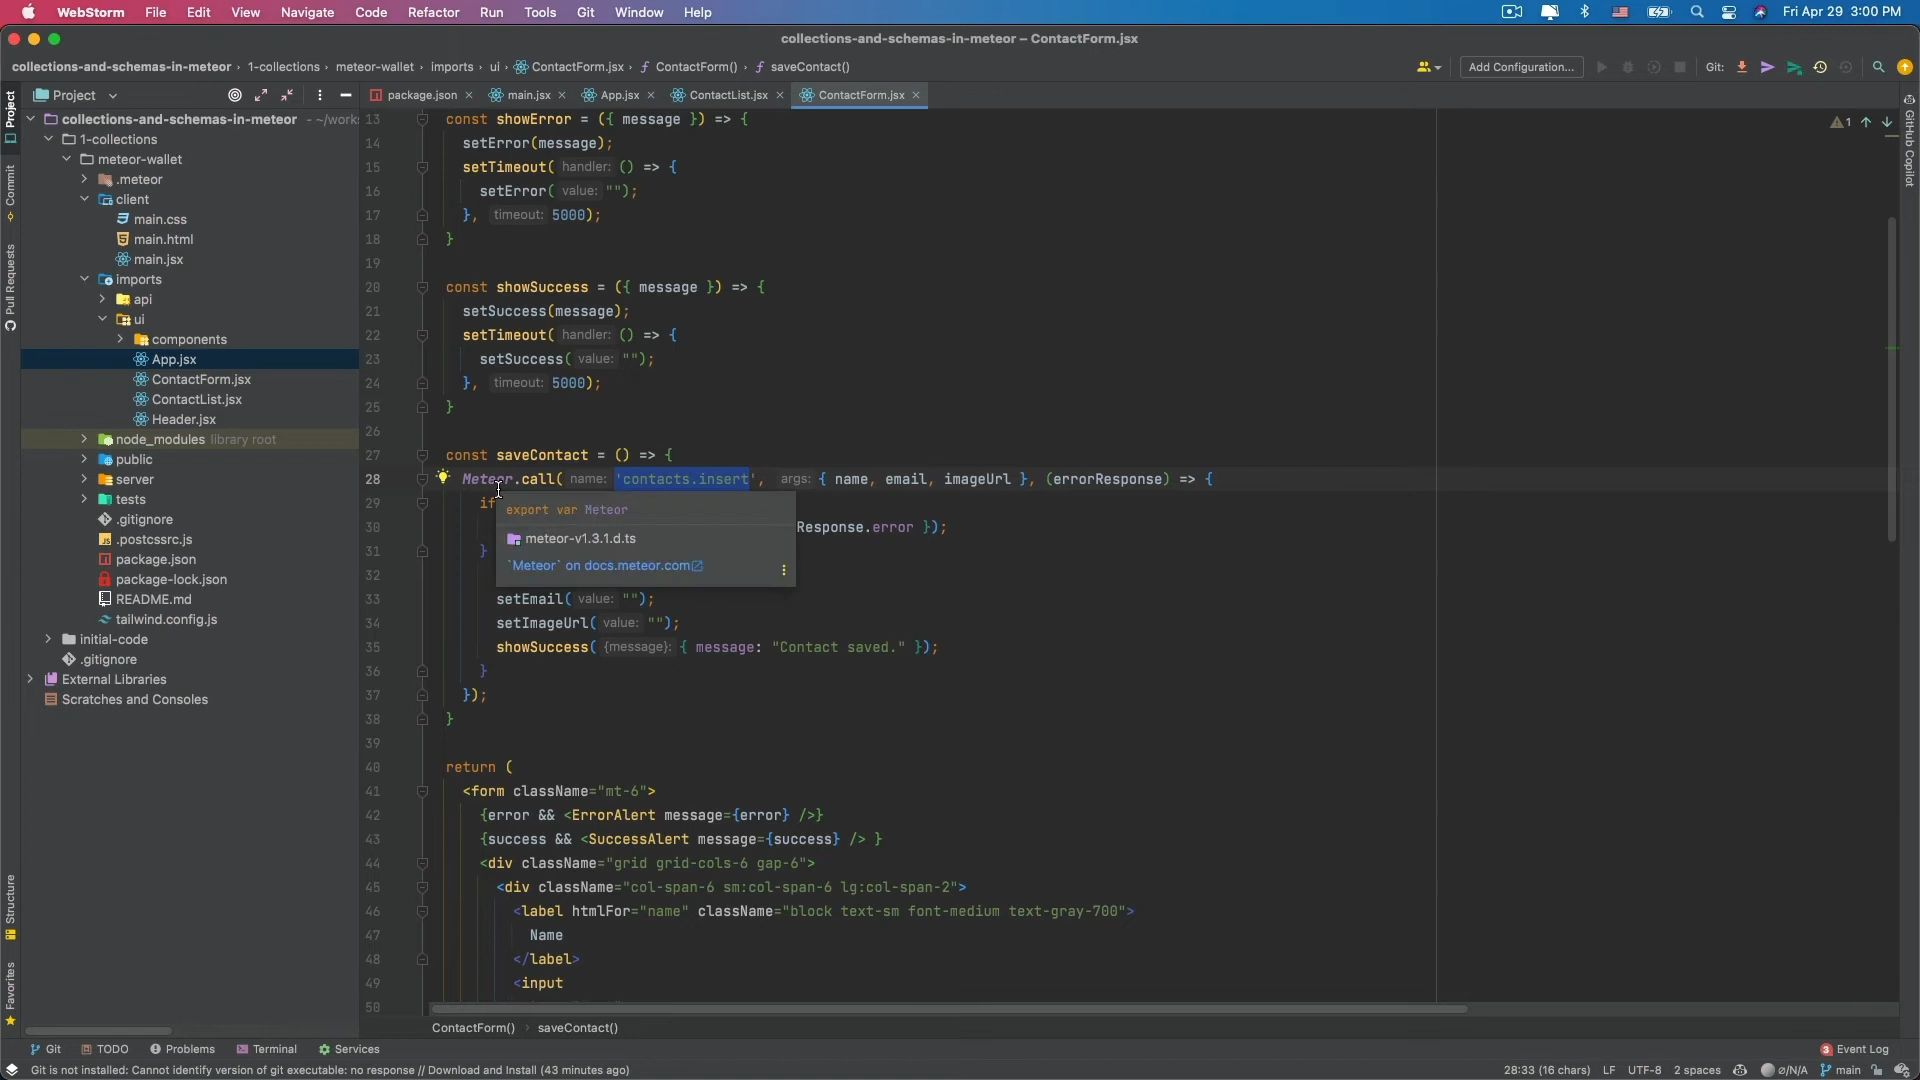 WebStorm File Edit View Navigate Code Refactor Run Tools Git Window Help Fri Apr 29 3:00 PM
collections-and-schemas-in-meteor – ContactForm.jsx
collections-and-schemas-in-meteor › 1-collections › meteor-wallet › imports › ui › ContactForm.jsx › ContactForm() › saveContact() Add Configuration... Git:
Project
package.json main.jsx App.jsx ContactList.jsx ContactForm.jsx
Project
Commit
Pull Requests
Structure
Favorites
GitHub Copilot
collections-and-schemas-in-meteor - ~/work
1-collections
meteor-wallet
.meteor
client
main.css
main.html
main.jsx
imports
api
ui
components
App.jsx
ContactForm.jsx
ContactList.jsx
Header.jsx
node_modules library root
public
server
tests
.gitignore
.postcssrc.js
package.json
package-lock.json
README.md
tailwind.config.js
initial-code
.gitignore
External Libraries
Scratches and Consoles
13 const showError = ({ message }) => {
14 setError(message);
15 setTimeout( handler: () => {
16 setError( value: "");
17 }, timeout: 5000);
18 }
19
20 const showSuccess = ({ message }) => {
21 setSuccess(message);
22 setTimeout( handler: () => {
23 setSuccess( value: "");
24 }, timeout: 5000);
25 }
26
27 const saveContact = () => {
28 Meteor.call( name: 'contacts.insert', args: { name, email, imageUrl }, (errorResponse) => {
29 if
30 Response.error });
31 }
32
33 setEmail( value: "");
34 setImageUrl( value: "");
35 showSuccess( {message}: { message: "Contact saved." });
36 }
37 });
38 }
39
40 return (
41 <form className="mt-6">
42 {error && <ErrorAlert message={error} />}
43 {success && <SuccessAlert message={success} /> }
44 <div className="grid grid-cols-6 gap-6">
45 <div className="col-span-6 sm:col-span-6 lg:col-span-2">
46 <label htmlFor="name" className="block text-sm font-medium text-gray-700">
47 Name
48 </label>
49 <input
50
export var Meteor
meteor-v1.3.1.d.ts
`Meteor` on docs.meteor.com
1
ContactForm() › saveContact()
Git TODO Problems Terminal Services 3 Event Log
Git is not installed: Cannot identify version of git executable: no response // Download and Install (43 minutes ago) 28:33 (16 chars) LF UTF-8 2 spaces ⌀/N/A main